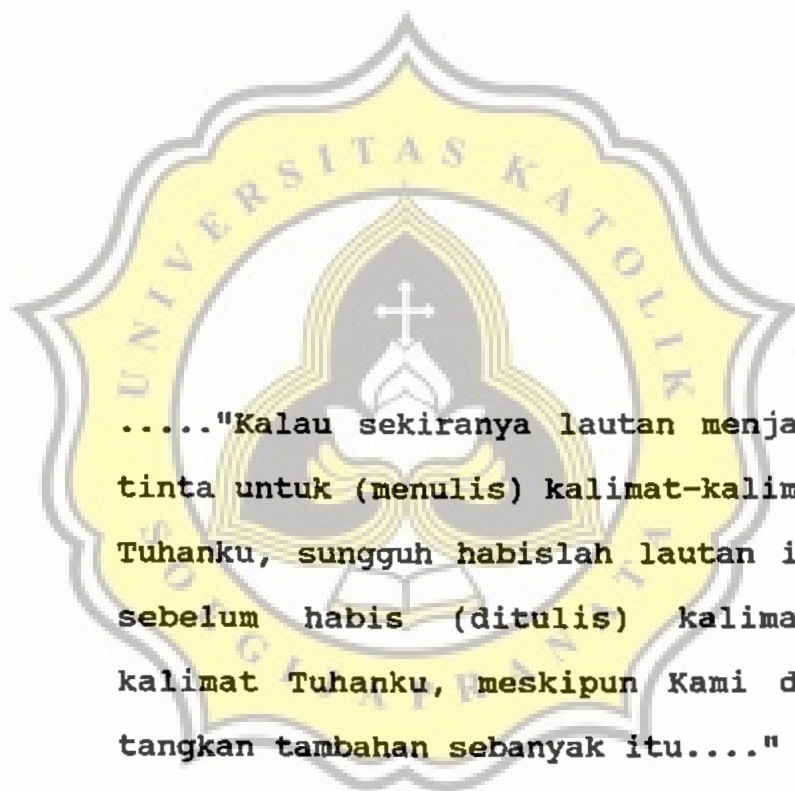 UNIVERSITAS KATOLIK
....."Kalau sekiranya lautan menja
tinta untuk (menulis) kalimat-kalim
Tuhanku, sungguh habislah lautan i
sebelum habis (ditulis) kalima
kalimat Tuhanku, meskipun Kami d
tangkan tambahan sebanyak itu...."
SOEGIJAPRANATA